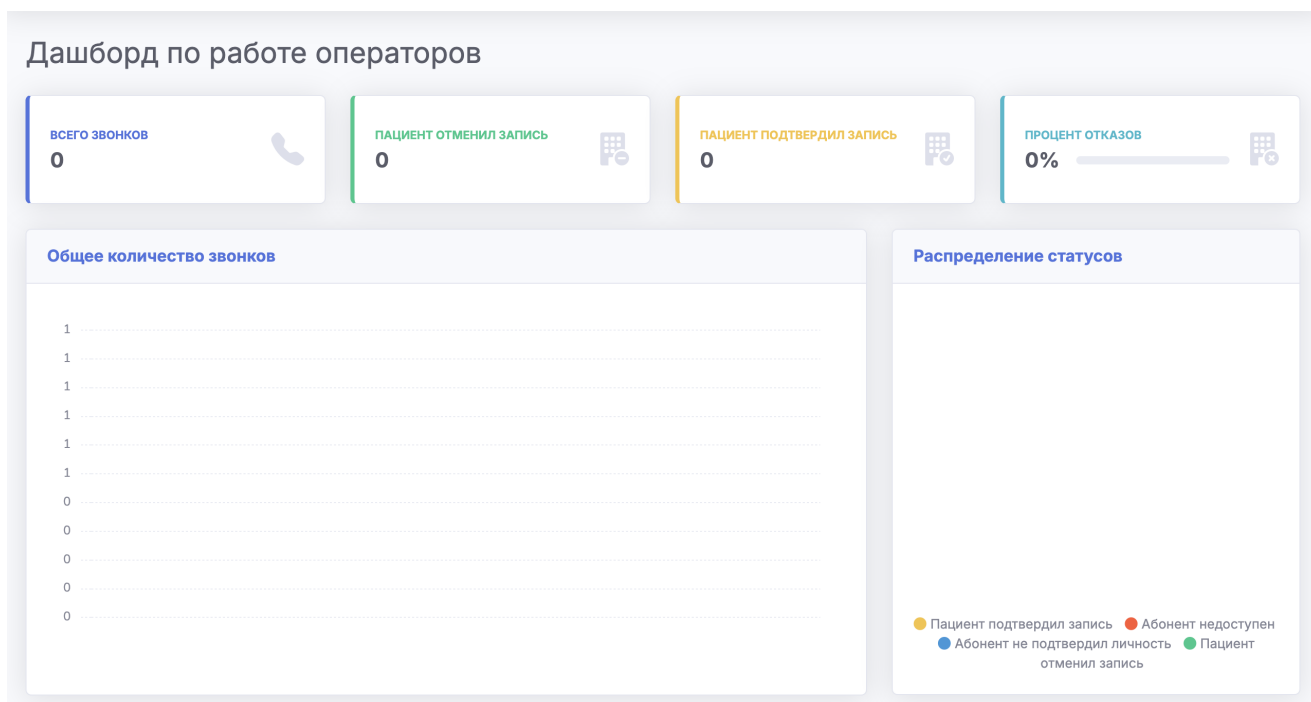 Дашборд по работе операторов
ВСЕГО ЗВОНКОВ
0
ПАЦИЕНТ ОТМЕНИЛ ЗАПИСЬ
0
ПАЦИЕНТ ПОДТВЕРДИЛ ЗАПИСЬ
0
ПРОЦЕНТ ОТКАЗОВ
0%
Общее количество звонков
1
1
1
1
1
1
0
0
0
0
0
Распределение статусов
Пациент подтвердил запись Абонент недоступен
Абонент не подтвердил личность Пациент
отменил запись